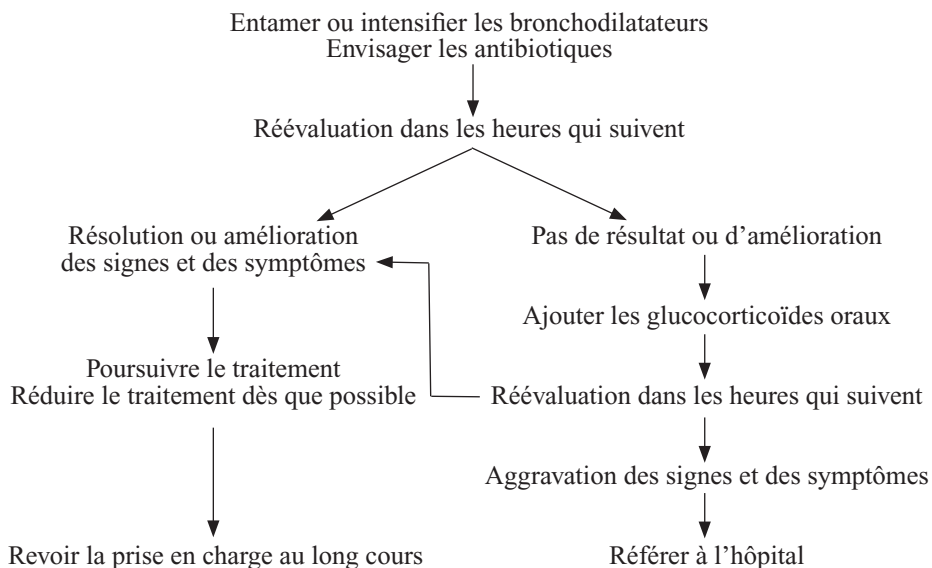 Entamer ou intensifier les bronchodilatateurs
Envisager les antibiotiques
Réévaluation dans les heures qui suivent
Résolution ou amélioration
des signes et des symptômes
Pas de résultat ou d’amélioration
Ajouter les glucocorticoïdes oraux
Poursuivre le traitement
Réduire le traitement dès que possible
Réévaluation dans les heures qui suivent
Aggravation des signes et des symptômes
Revoir la prise en charge au long cours
Référer à l’hôpital